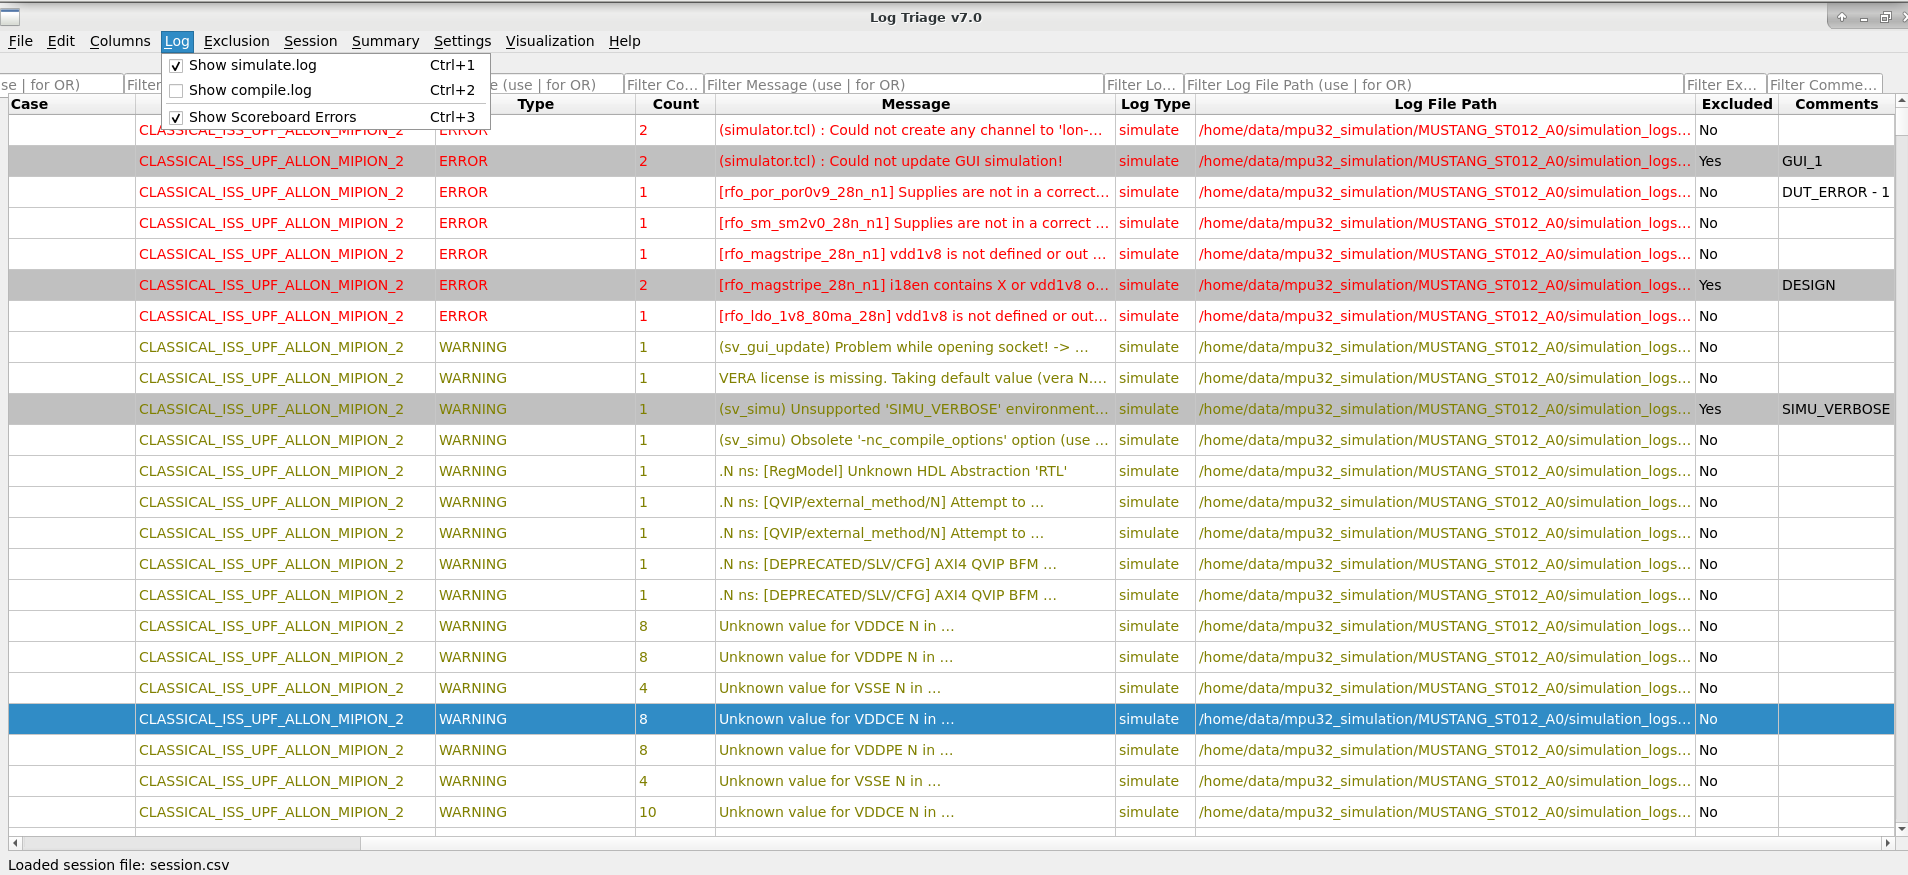 Log Triage v7.0
File Edit Columns Log Exclusion Session Summary Settings Visualization Help
Show simulate.log Ctrl+1
Show compile.log Ctrl+2
Show Scoreboard Errors Ctrl+3
se | for OR) Filter e (use | for OR) Filter Co... Filter Message (use | for OR) Filter Lo... Filter Log File Path (use | for OR) Filter Ex... Filter Comme...
Case Type Count Message Log Type Log File Path Excluded Comments
CLASSICAL_ISS_UPF_ALLON_MIPION_2 ERROR 2 (simulator.tcl) : Could not create any channel to 'lon-... simulate /home/data/mpu32_simulation/MUSTANG_ST012_A0/simulation_logs... No
CLASSICAL_ISS_UPF_ALLON_MIPION_2 ERROR 2 (simulator.tcl) : Could not update GUI simulation! simulate /home/data/mpu32_simulation/MUSTANG_ST012_A0/simulation_logs... Yes GUI_1
CLASSICAL_ISS_UPF_ALLON_MIPION_2 ERROR 1 [rfo_por_por0v9_28n_n1] Supplies are not in a correct... simulate /home/data/mpu32_simulation/MUSTANG_ST012_A0/simulation_logs... No DUT_ERROR - 1
CLASSICAL_ISS_UPF_ALLON_MIPION_2 ERROR 1 [rfo_sm_sm2v0_28n_n1] Supplies are not in a correct ... simulate /home/data/mpu32_simulation/MUSTANG_ST012_A0/simulation_logs... No
CLASSICAL_ISS_UPF_ALLON_MIPION_2 ERROR 1 [rfo_magstripe_28n_n1] vdd1v8 is not defined or out ... simulate /home/data/mpu32_simulation/MUSTANG_ST012_A0/simulation_logs... No
CLASSICAL_ISS_UPF_ALLON_MIPION_2 ERROR 2 [rfo_magstripe_28n_n1] i18en contains X or vdd1v8 o... simulate /home/data/mpu32_simulation/MUSTANG_ST012_A0/simulation_logs... Yes DESIGN
CLASSICAL_ISS_UPF_ALLON_MIPION_2 ERROR 1 [rfo_ldo_1v8_80ma_28n] vdd1v8 is not defined or out... simulate /home/data/mpu32_simulation/MUSTANG_ST012_A0/simulation_logs... No
CLASSICAL_ISS_UPF_ALLON_MIPION_2 WARNING 1 (sv_gui_update) Problem while opening socket! -> ... simulate /home/data/mpu32_simulation/MUSTANG_ST012_A0/simulation_logs... No
CLASSICAL_ISS_UPF_ALLON_MIPION_2 WARNING 1 VERA license is missing. Taking default value (vera N.... simulate /home/data/mpu32_simulation/MUSTANG_ST012_A0/simulation_logs... No
CLASSICAL_ISS_UPF_ALLON_MIPION_2 WARNING 1 (sv_simu) Unsupported 'SIMU_VERBOSE' environment... simulate /home/data/mpu32_simulation/MUSTANG_ST012_A0/simulation_logs... Yes SIMU_VERBOSE
CLASSICAL_ISS_UPF_ALLON_MIPION_2 WARNING 1 (sv_simu) Obsolete '-nc_compile_options' option (use ... simulate /home/data/mpu32_simulation/MUSTANG_ST012_A0/simulation_logs... No
CLASSICAL_ISS_UPF_ALLON_MIPION_2 WARNING 1 .N ns: [RegModel] Unknown HDL Abstraction 'RTL' simulate /home/data/mpu32_simulation/MUSTANG_ST012_A0/simulation_logs... No
CLASSICAL_ISS_UPF_ALLON_MIPION_2 WARNING 1 .N ns: [QVIP/external_method/N] Attempt to ... simulate /home/data/mpu32_simulation/MUSTANG_ST012_A0/simulation_logs... No
CLASSICAL_ISS_UPF_ALLON_MIPION_2 WARNING 1 .N ns: [QVIP/external_method/N] Attempt to ... simulate /home/data/mpu32_simulation/MUSTANG_ST012_A0/simulation_logs... No
CLASSICAL_ISS_UPF_ALLON_MIPION_2 WARNING 1 .N ns: [DEPRECATED/SLV/CFG] AXI4 QVIP BFM ... simulate /home/data/mpu32_simulation/MUSTANG_ST012_A0/simulation_logs... No
CLASSICAL_ISS_UPF_ALLON_MIPION_2 WARNING 1 .N ns: [DEPRECATED/SLV/CFG] AXI4 QVIP BFM ... simulate /home/data/mpu32_simulation/MUSTANG_ST012_A0/simulation_logs... No
CLASSICAL_ISS_UPF_ALLON_MIPION_2 WARNING 8 Unknown value for VDDCE N in ... simulate /home/data/mpu32_simulation/MUSTANG_ST012_A0/simulation_logs... No
CLASSICAL_ISS_UPF_ALLON_MIPION_2 WARNING 8 Unknown value for VDDPE N in ... simulate /home/data/mpu32_simulation/MUSTANG_ST012_A0/simulation_logs... No
CLASSICAL_ISS_UPF_ALLON_MIPION_2 WARNING 4 Unknown value for VSSE N in ... simulate /home/data/mpu32_simulation/MUSTANG_ST012_A0/simulation_logs... No
CLASSICAL_ISS_UPF_ALLON_MIPION_2 WARNING 8 Unknown value for VDDCE N in ... simulate /home/data/mpu32_simulation/MUSTANG_ST012_A0/simulation_logs... No
CLASSICAL_ISS_UPF_ALLON_MIPION_2 WARNING 8 Unknown value for VDDPE N in ... simulate /home/data/mpu32_simulation/MUSTANG_ST012_A0/simulation_logs... No
CLASSICAL_ISS_UPF_ALLON_MIPION_2 WARNING 4 Unknown value for VSSE N in ... simulate /home/data/mpu32_simulation/MUSTANG_ST012_A0/simulation_logs... No
CLASSICAL_ISS_UPF_ALLON_MIPION_2 WARNING 10 Unknown value for VDDCE N in ... simulate /home/data/mpu32_simulation/MUSTANG_ST012_A0/simulation_logs... No
Loaded session file: session.csv